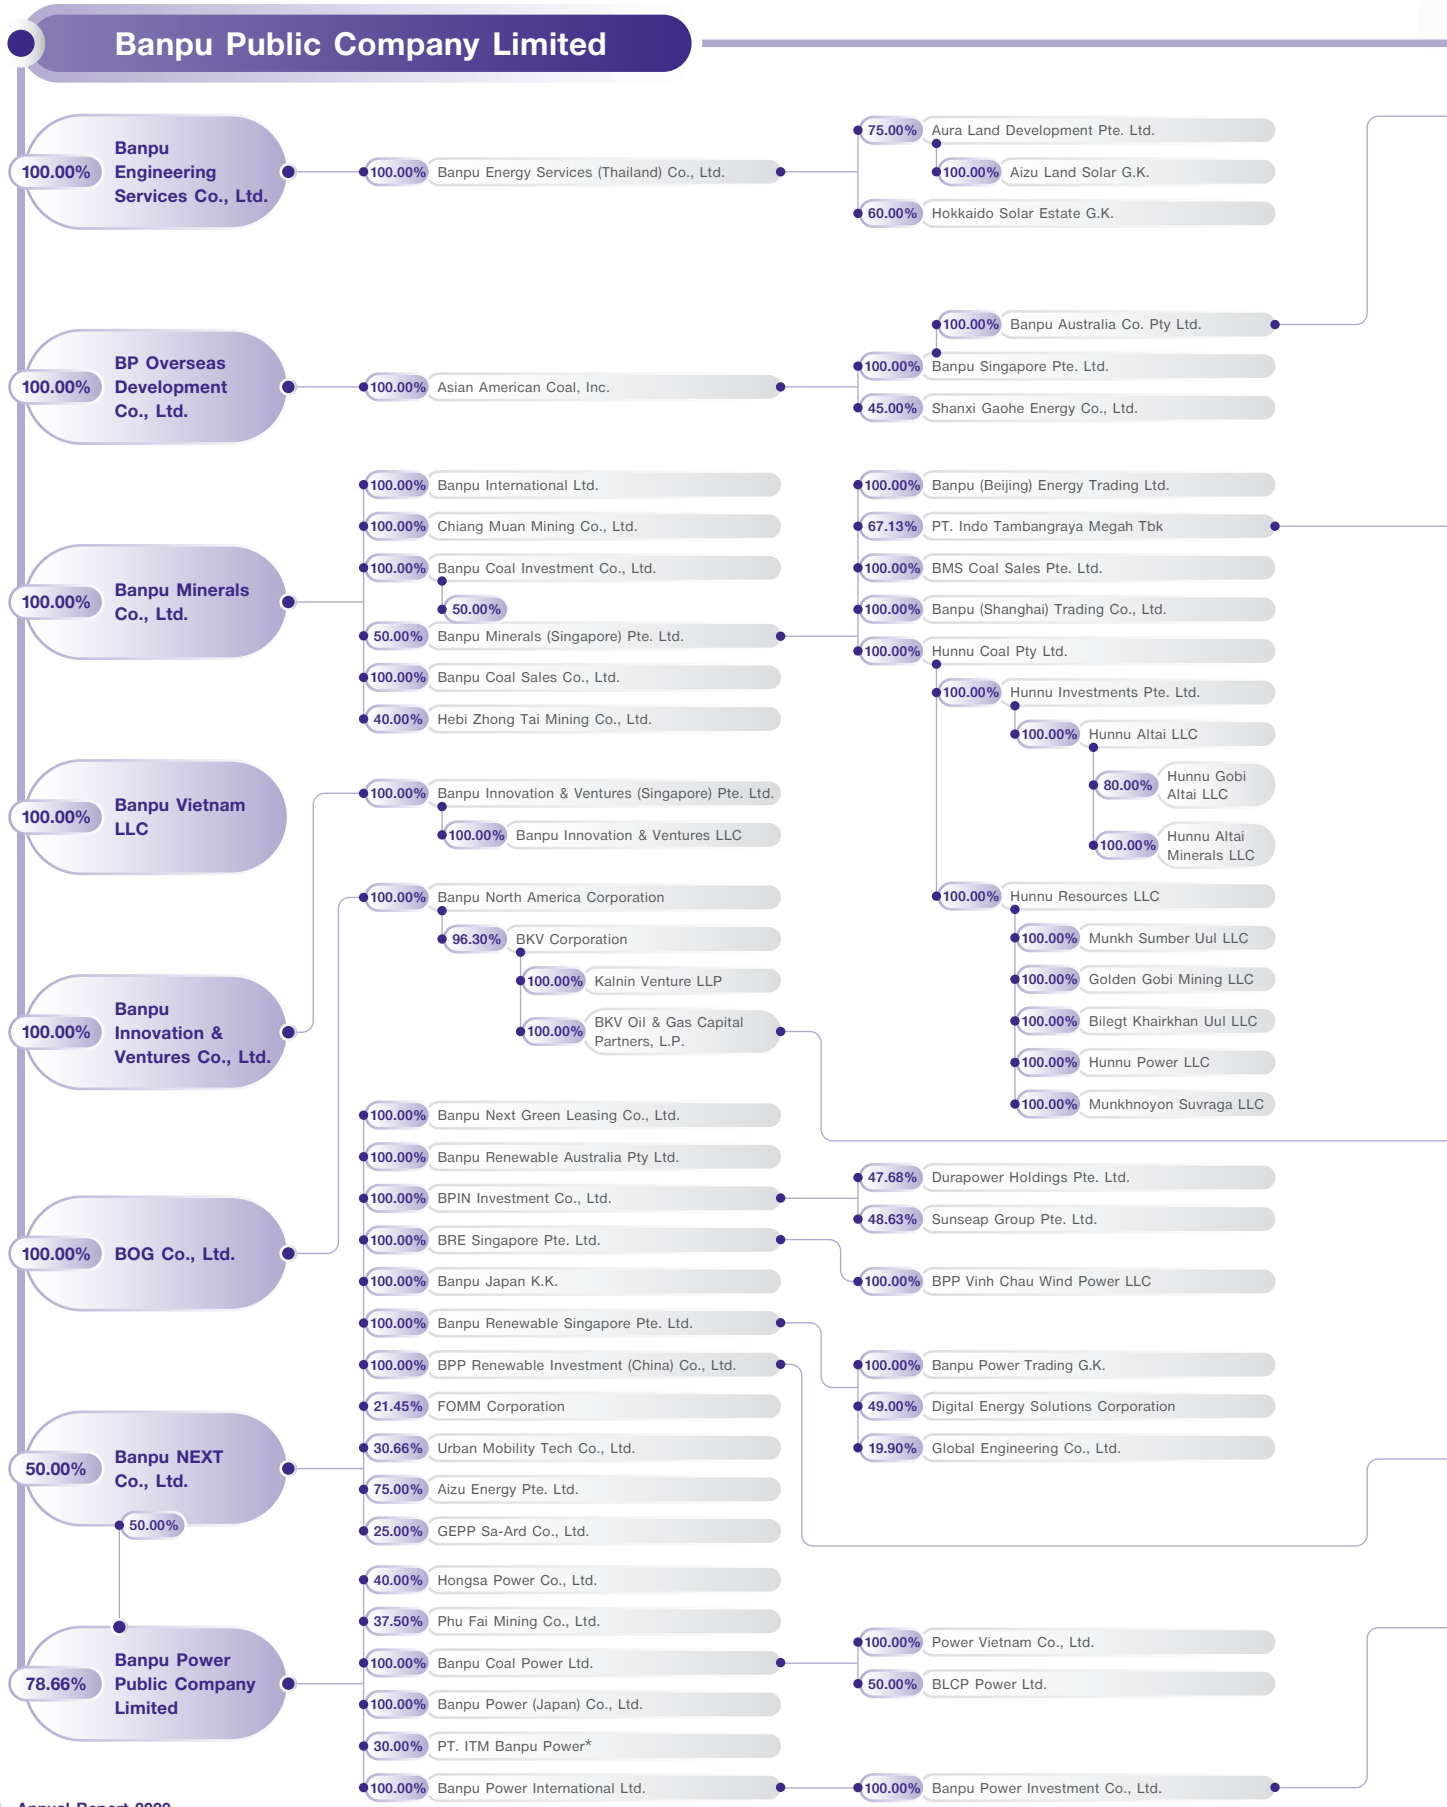 Banpu Public Company Limited
100.00%
Banpu
Engineering
Services Co., Ltd.
100.00% Banpu Energy Services (Thailand) Co., Ltd.
75.00% Aura Land Development Pte. Ltd.
100.00% Aizu Land Solar G.K.
60.00% Hokkaido Solar Estate G.K.
100.00%
BP Overseas
Development
Co., Ltd.
100.00% Asian American Coal, Inc.
100.00% Banpu Australia Co. Pty Ltd.
100.00% Banpu Singapore Pte. Ltd.
45.00% Shanxi Gaohe Energy Co., Ltd.
100.00%
Banpu Minerals
Co., Ltd.
100.00% Banpu International Ltd.
100.00% Chiang Muan Mining Co., Ltd.
100.00% Banpu Coal Investment Co., Ltd.
50.00%
50.00% Banpu Minerals (Singapore) Pte. Ltd.
100.00% Banpu Coal Sales Co., Ltd.
40.00% Hebi Zhong Tai Mining Co., Ltd.
100.00% Banpu (Beijing) Energy Trading Ltd.
67.13% PT. Indo Tambangraya Megah Tbk
100.00% BMS Coal Sales Pte. Ltd.
100.00% Banpu (Shanghai) Trading Co., Ltd.
100.00% Hunnu Coal Pty Ltd.
100.00% Hunnu Investments Pte. Ltd.
100.00% Hunnu Altai LLC
80.00%
Hunnu Gobi
Altai LLC
100.00%
Hunnu Altai
Minerals LLC
100.00% Hunnu Resources LLC
100.00% Munkh Sumber Uul LLC
100.00% Golden Gobi Mining LLC
100.00% Bilegt Khairkhan Uul LLC
100.00% Hunnu Power LLC
100.00% Munkhnoyon Suvraga LLC
100.00%
Banpu Vietnam
LLC
100.00%
Banpu
Innovation &
Ventures Co., Ltd.
100.00% Banpu Innovation & Ventures (Singapore) Pte. Ltd.
100.00% Banpu Innovation & Ventures LLC
100.00% BOG Co., Ltd.
100.00% Banpu North America Corporation
96.30% BKV Corporation
100.00% Kalnin Venture LLP
100.00%
BKV Oil & Gas Capital
Partners, L.P.
50.00%
Banpu NEXT
Co., Ltd.
50.00%
100.00% Banpu Next Green Leasing Co., Ltd.
100.00% Banpu Renewable Australia Pty Ltd.
100.00% BPIN Investment Co., Ltd.
100.00% BRE Singapore Pte. Ltd.
100.00% Banpu Japan K.K.
100.00% Banpu Renewable Singapore Pte. Ltd.
100.00% BPP Renewable Investment (China) Co., Ltd.
21.45% FOMM Corporation
30.66% Urban Mobility Tech Co., Ltd.
75.00% Aizu Energy Pte. Ltd.
25.00% GEPP Sa-Ard Co., Ltd.
47.68% Durapower Holdings Pte. Ltd.
48.63% Sunseap Group Pte. Ltd.
100.00% BPP Vinh Chau Wind Power LLC
100.00% Banpu Power Trading G.K.
49.00% Digital Energy Solutions Corporation
19.90% Global Engineering Co., Ltd.
78.66%
Banpu Power
Public Company
Limited
40.00% Hongsa Power Co., Ltd.
37.50% Phu Fai Mining Co., Ltd.
100.00% Banpu Coal Power Ltd.
100.00% Banpu Power (Japan) Co., Ltd.
30.00% PT. ITM Banpu Power*
100.00% Banpu Power International Ltd.
100.00% Power Vietnam Co., Ltd.
50.00% BLCP Power Ltd.
100.00% Banpu Power Investment Co., Ltd.
Annual Report 2020